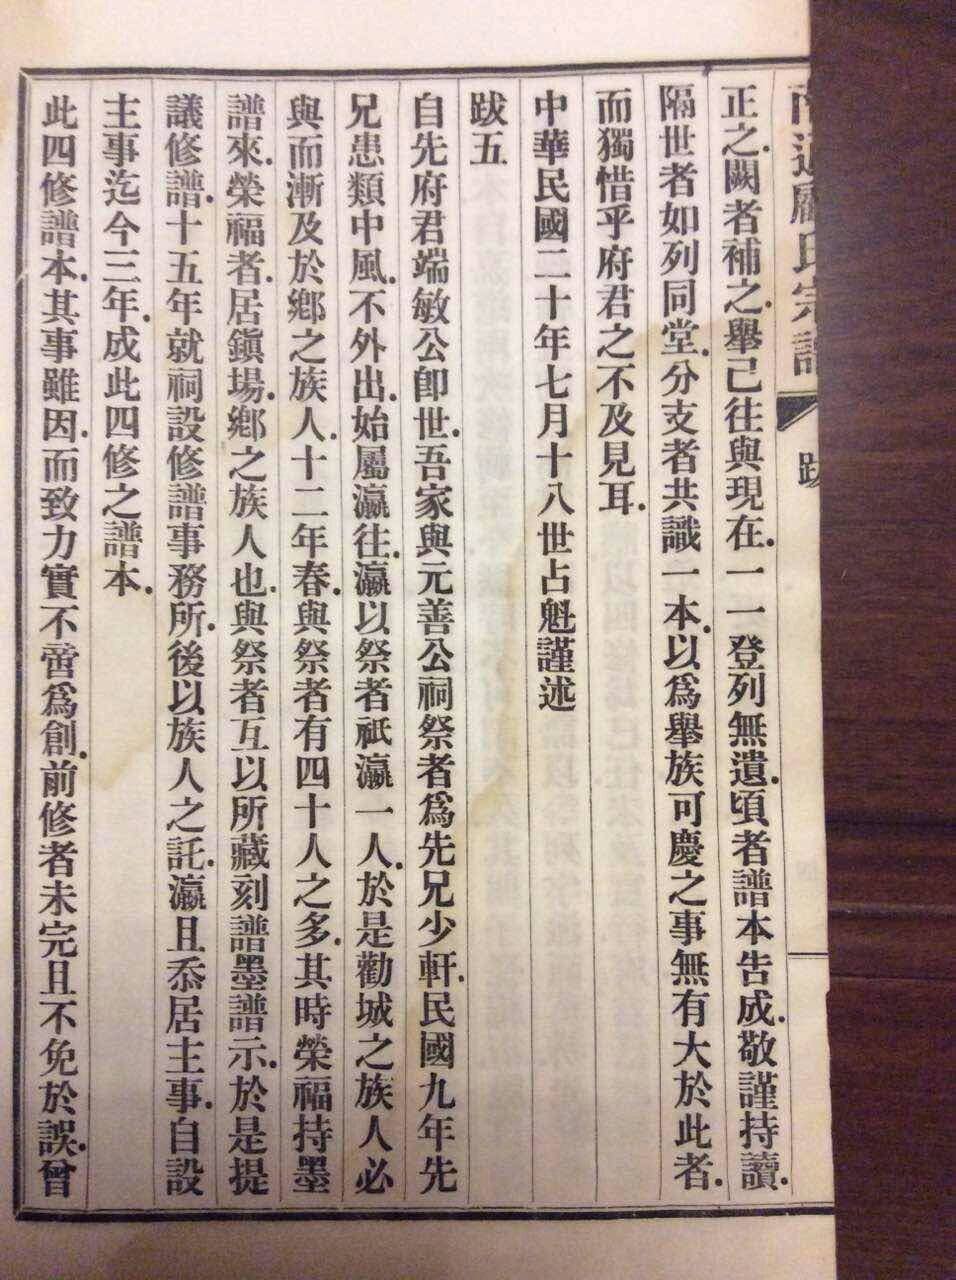 南通顧氏宗譜
跋
正之.闕者補之.舉已往與現在.一一登列無遺.頃者譜本告成.敬謹持讀.
隔世者如列同堂.分支者共識一本.以爲舉族可慶之事無有大於此者.
而獨惜乎府君之不及見耳.
中華民國二十年七月十八世占魁謹述
跋五
自先府君端敏公卽世.吾家與元善公祠祭者爲先兄少軒.民國九年先
兄患類中風.不外出.始屬瀛往.瀛以祭者祇瀛一人.於是勸城之族人必
與而漸及於鄉之族人.十二年春.與祭者有四十人之多.其時榮福持墨
譜來.榮福者.居鎭場.鄉之族人也.與祭者互以所藏刻譜墨譜示.於是提
議修譜.十五年就祠設修譜事務所.後以族人之託.瀛且忝居主事.自設
主事迄今三年.成此四修之譜本.
此四修譜本.其事雖因.而致力實不啻爲創.前修者未完且不免於誤.曾